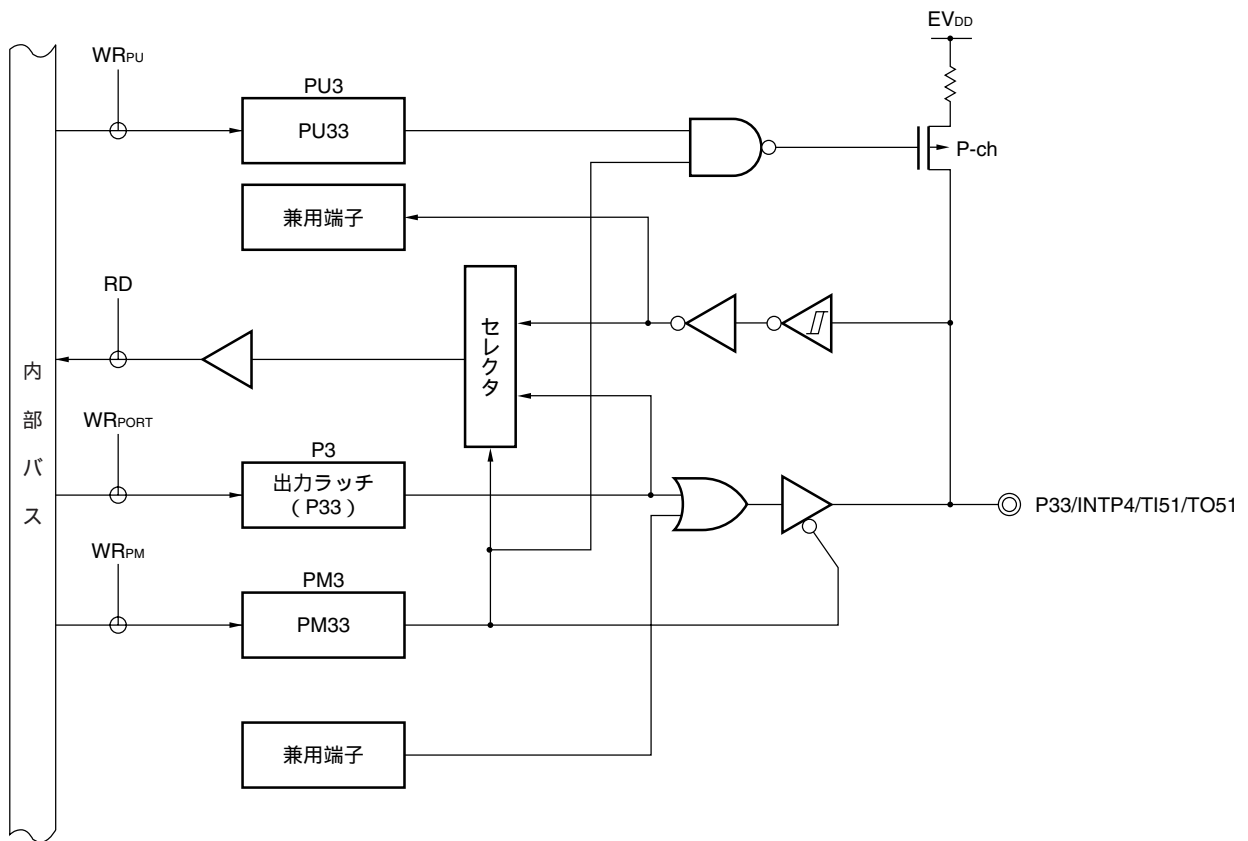 EVDD
WRPU
PU3
PU33
P-ch
兼用端子
RD
セレクタ
内部バス
WRPORT
P3
出力ラッチ
（P33）
P33/INTP4/TI51/TO51
WRPM
PM3
PM33
兼用端子